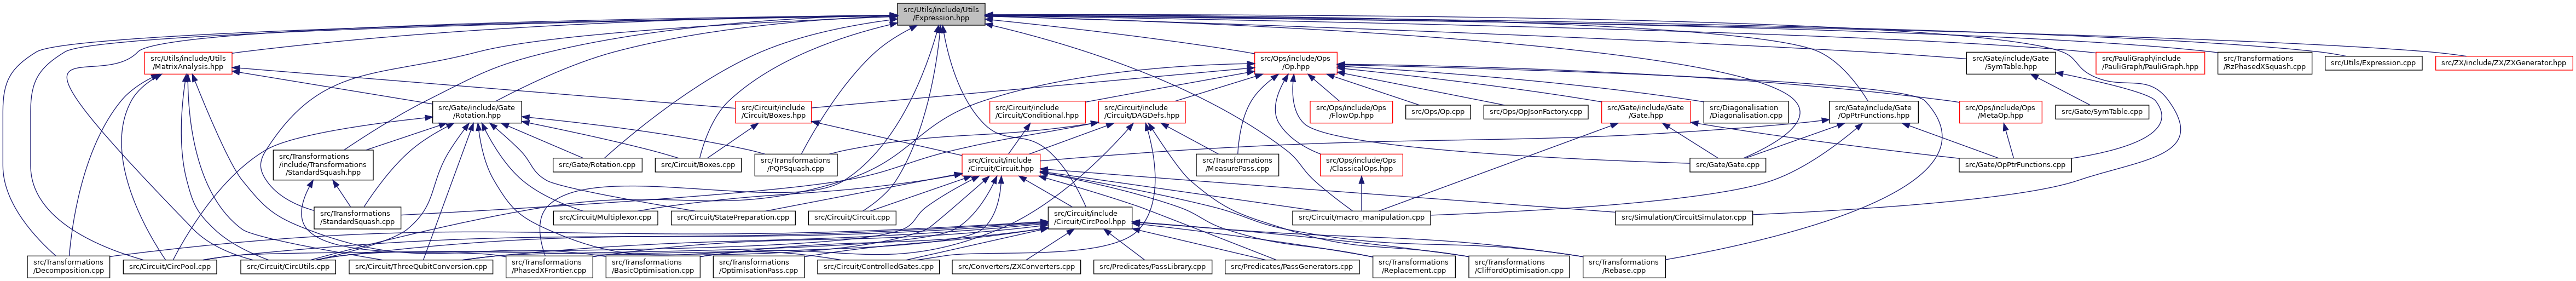 src/Utils/include/Utils
/Expression.hpp
src/Utils/include/Utils
/MatrixAnalysis.hpp
src/Ops/include/Ops
/Op.hpp
src/Gate/include/Gate
/SymTable.hpp
src/PauliGraph/include
/PauliGraph/PauliGraph.hpp
src/Transformations
/RzPhasedXSquash.cpp
src/Utils/Expression.cpp
src/ZX/include/ZX/ZXGenerator.hpp
src/Gate/include/Gate
/Rotation.hpp
src/Circuit/include
/Circuit/Boxes.hpp
src/Circuit/include
/Circuit/Conditional.hpp
src/Circuit/include
/Circuit/DAGDefs.hpp
src/Ops/include/Ops
/FlowOp.hpp
src/Ops/Op.cpp
src/Ops/OpJsonFactory.cpp
src/Gate/include/Gate
/Gate.hpp
src/Diagonalisation
/Diagonalisation.cpp
src/Gate/include/Gate
/OpPtrFunctions.hpp
src/Ops/include/Ops
/MetaOp.hpp
src/Gate/SymTable.cpp
src/Transformations
/include/Transformations
/StandardSquash.hpp
src/Gate/Rotation.cpp
src/Circuit/Boxes.cpp
src/Transformations
/PQPSquash.cpp
src/Circuit/include
/Circuit/Circuit.hpp
src/Transformations
/MeasurePass.cpp
src/Ops/include/Ops
/ClassicalOps.hpp
src/Gate/Gate.cpp
src/Gate/OpPtrFunctions.cpp
src/Transformations
/StandardSquash.cpp
src/Circuit/Multiplexor.cpp
src/Circuit/StatePreparation.cpp
src/Circuit/Circuit.cpp
src/Circuit/include
/Circuit/CircPool.hpp
src/Circuit/macro_manipulation.cpp
src/Simulation/CircuitSimulator.cpp
src/Transformations
/Decomposition.cpp
src/Circuit/CircPool.cpp
src/Circuit/CircUtils.cpp
src/Circuit/ThreeQubitConversion.cpp
src/Transformations
/PhasedXFrontier.cpp
src/Transformations
/BasicOptimisation.cpp
src/Transformations
/OptimisationPass.cpp
src/Circuit/ControlledGates.cpp
src/Converters/ZXConverters.cpp
src/Predicates/PassLibrary.cpp
src/Predicates/PassGenerators.cpp
src/Transformations
/Replacement.cpp
src/Transformations
/CliffordOptimisation.cpp
src/Transformations
/Rebase.cpp